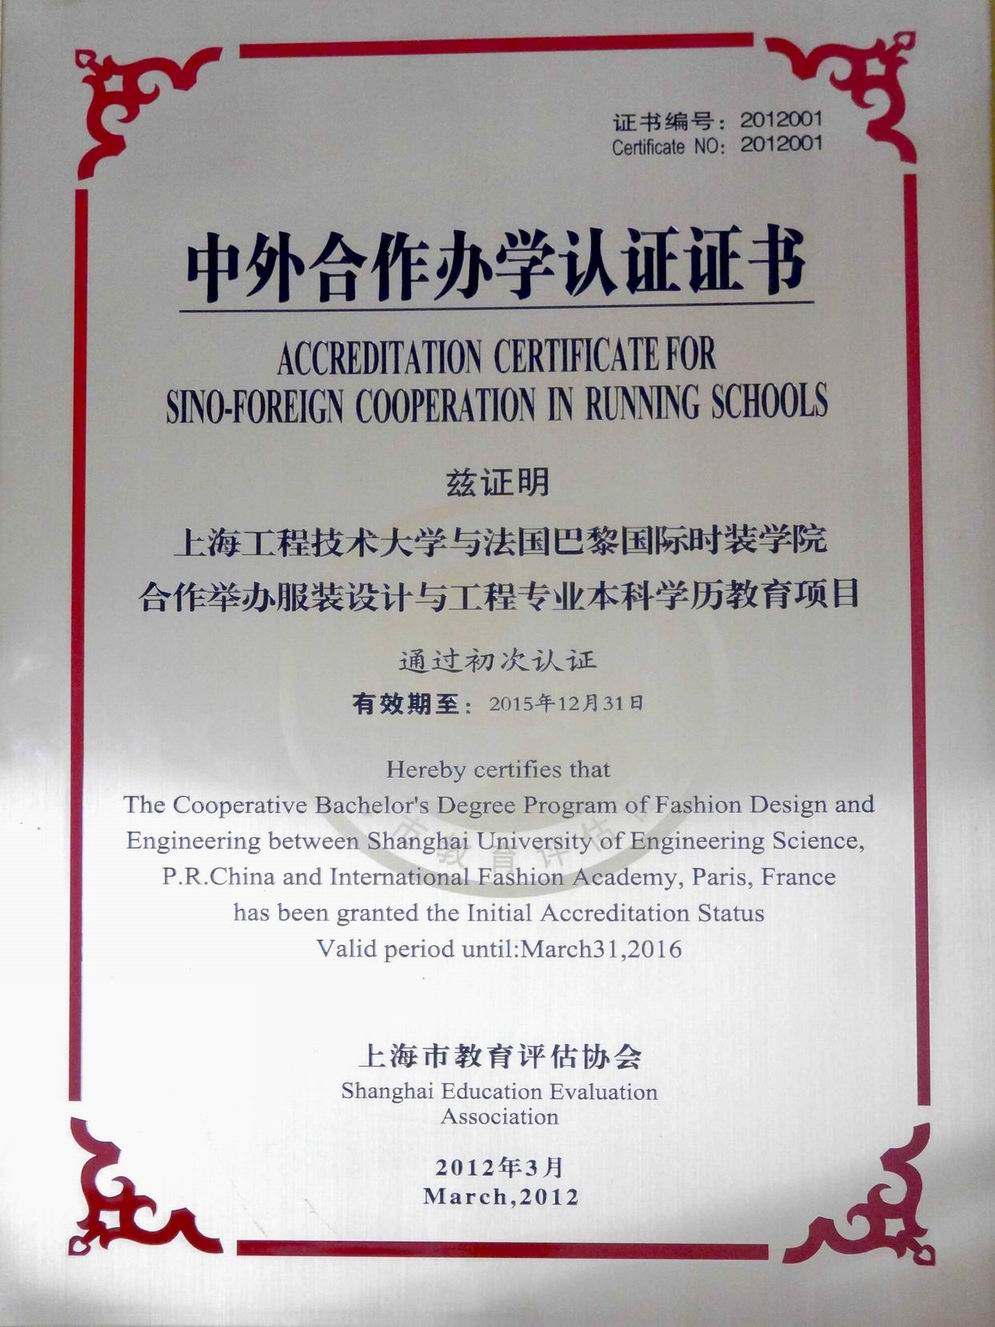 证书编号：2012001
Certificate NO: 2012001
中外合作办学认证证书
ACCREDITATION CERTIFICATE FOR
SINO-FOREIGN COOPERATION IN RUNNING SCHOOLS
兹证明
上海工程技术大学与法国巴黎国际时装学院
合作举办服装设计与工程专业本科学历教育项目
通过初次认证
有效期至：2015年12月31日
Hereby certifies that
The Cooperative Bachelor's Degree Program of Fashion Design and
Engineering between Shanghai University of Engineering Science,
P.R.China and International Fashion Academy, Paris, France
has been granted the Initial Accreditation Status
Valid period until:March31,2016
市教育评估
上海市教育评估协会
Shanghai Education Evaluation
Association
2012年3月
March,2012